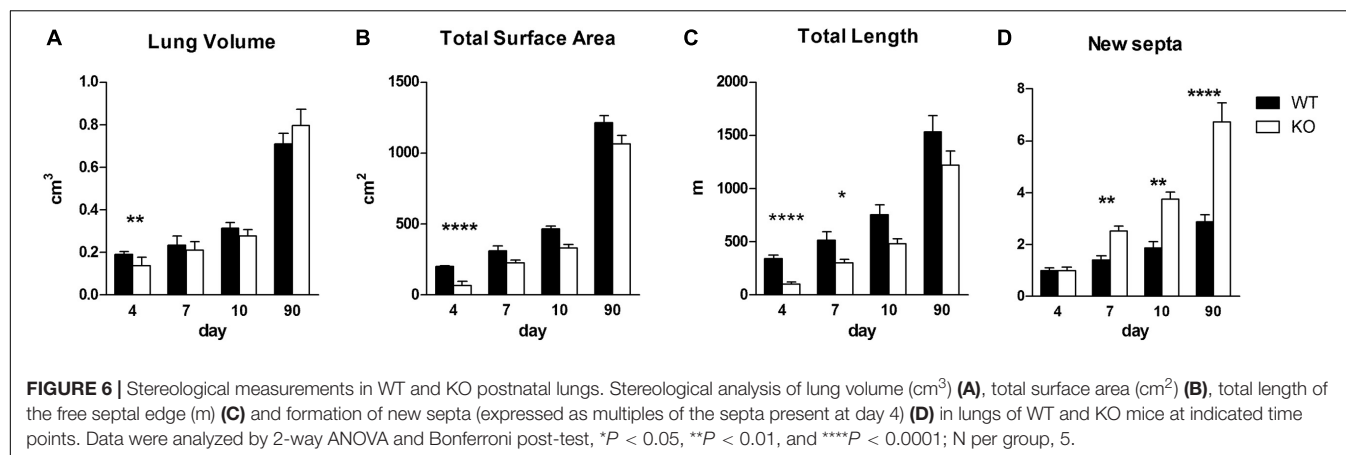 A Lung Volume
B Total Surface Area
C Total Length
D New septa
1.0
0.8
0.6
0.4
0.2
0.0
cm³
**
4 7 10 90
day
1500
1000
500
0
cm²
****
4 7 10 90
day
2000
1500
1000
500
0
m
****
*
4 7 10 90
day
8
6
4
2
0
**
**
****
4 7 10 90
day
WT
KO
FIGURE 6 | Stereological measurements in WT and KO postnatal lungs. Stereological analysis of lung volume (cm³) (A), total surface area (cm²) (B), total length of
the free septal edge (m) (C) and formation of new septa (expressed as multiples of the septa present at day 4) (D) in lungs of WT and KO mice at indicated time
points. Data were analyzed by 2-way ANOVA and Bonferroni post-test, *P < 0.05, **P < 0.01, and ****P < 0.0001; N per group, 5.